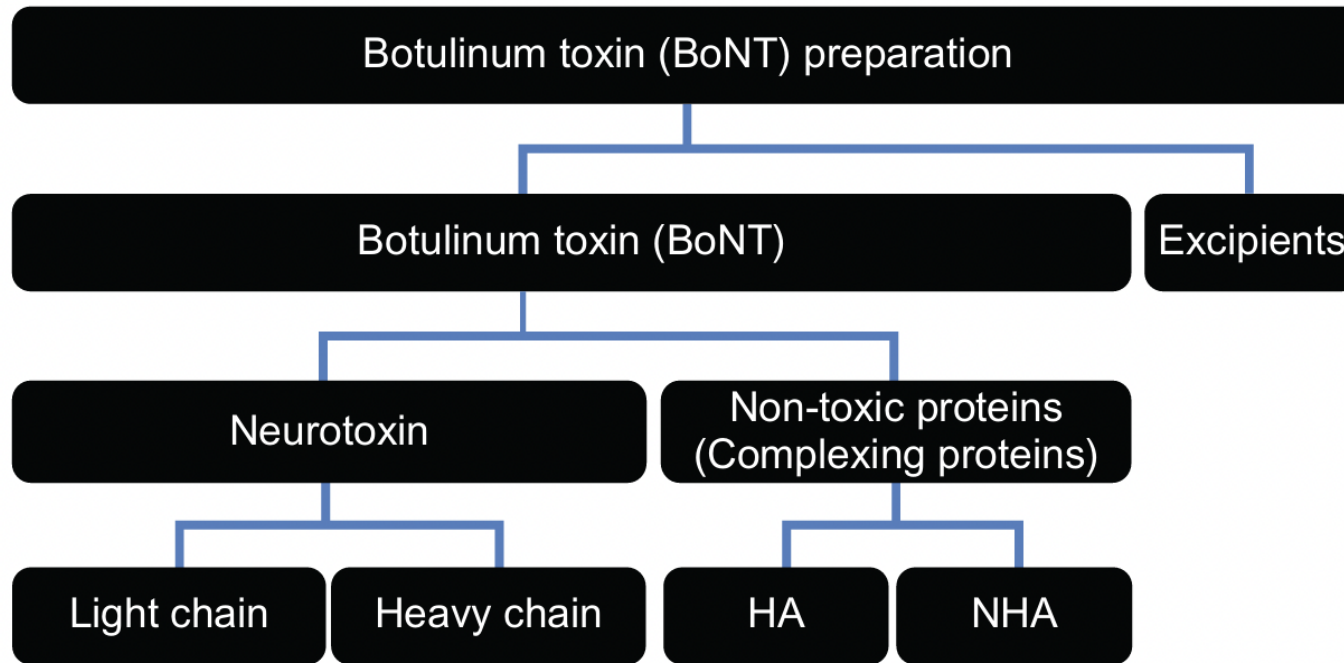 Botulinum toxin (BoNT) preparation
Botulinum toxin (BoNT)
Excipients
Neurotoxin
Non-toxic proteins
(Complexing proteins)
Light chain
Heavy chain
HA
NHA